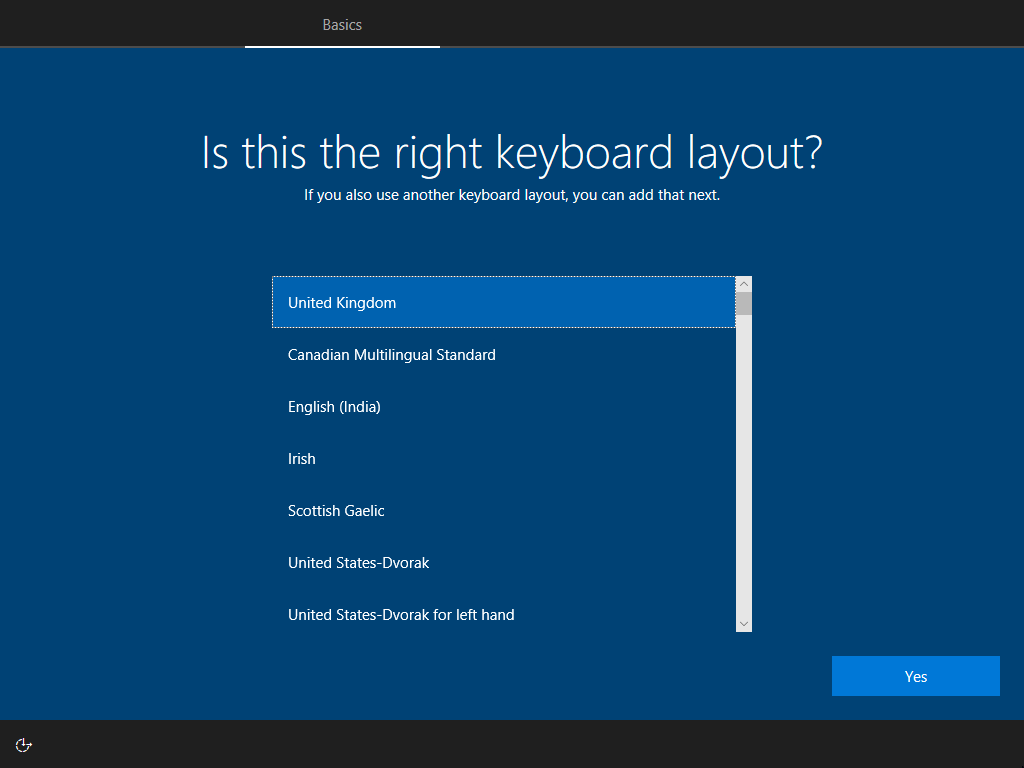 Basics
Is this the right keyboard layout?
If you also use another keyboard layout, you can add that next.
United Kingdom
Canadian Multilingual Standard
English (India)
Irish
Scottish Gaelic
United States-Dvorak
United States-Dvorak for left hand
Yes